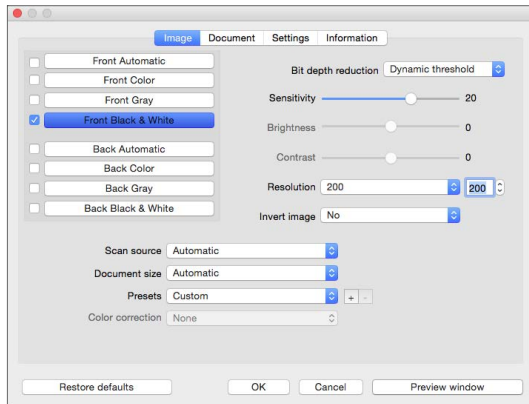 Image Document Settings Information
Front Automatic
Front Color
Front Gray
Front Black & White
Back Automatic
Back Color
Back Gray
Back Black & White
Bit depth reduction Dynamic threshold
Sensitivity 20
Brightness 0
Contrast 0
Resolution 200 200
Invert image No
Scan source Automatic
Document size Automatic
Presets Custom + -
Color correction None
Restore defaults OK Cancel Preview window